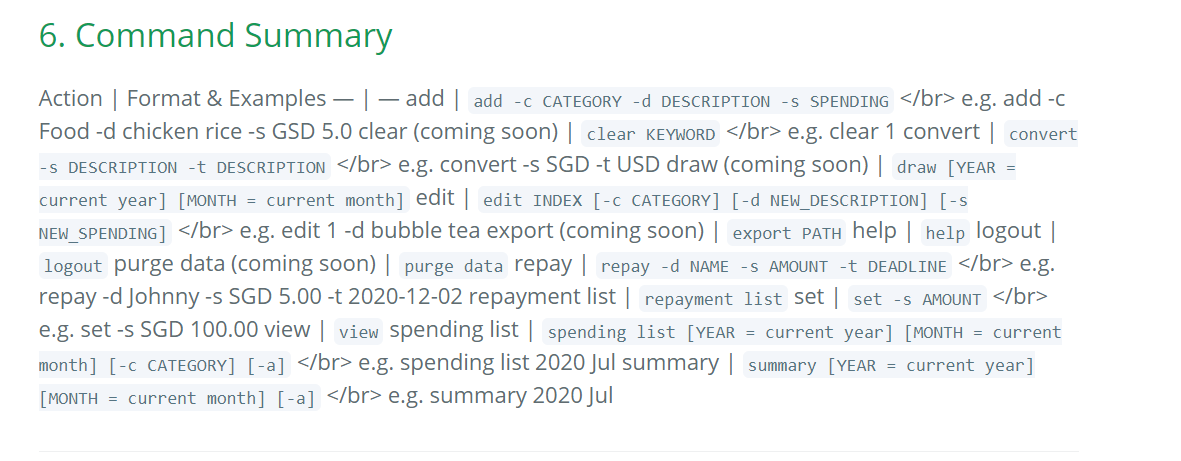 6. Command Summary
Action | Format & Examples — | — add | add -c CATEGORY -d DESCRIPTION -s SPENDING </br> e.g. add -c
Food -d chicken rice -s GSD 5.0 clear (coming soon) | clear KEYWORD </br> e.g. clear 1 convert | convert
-s DESCRIPTION -t DESCRIPTION </br> e.g. convert -s SGD -t USD draw (coming soon) | draw [YEAR =
current year] [MONTH = current month] edit | edit INDEX [-c CATEGORY] [-d NEW_DESCRIPTION] [-s
NEW_SPENDING] </br> e.g. edit 1 -d bubble tea export (coming soon) | export PATH help | help logout |
logout purge data (coming soon) | purge data repay | repay -d NAME -s AMOUNT -t DEADLINE </br> e.g.
repay -d Johnny -s SGD 5.00 -t 2020-12-02 repayment list | repayment list set | set -s AMOUNT </br>
e.g. set -s SGD 100.00 view | view spending list | spending list [YEAR = current year] [MONTH = current
month] [-c CATEGORY] [-a] </br> e.g. spending list 2020 Jul summary | summary [YEAR = current year]
[MONTH = current month] [-a] </br> e.g. summary 2020 Jul